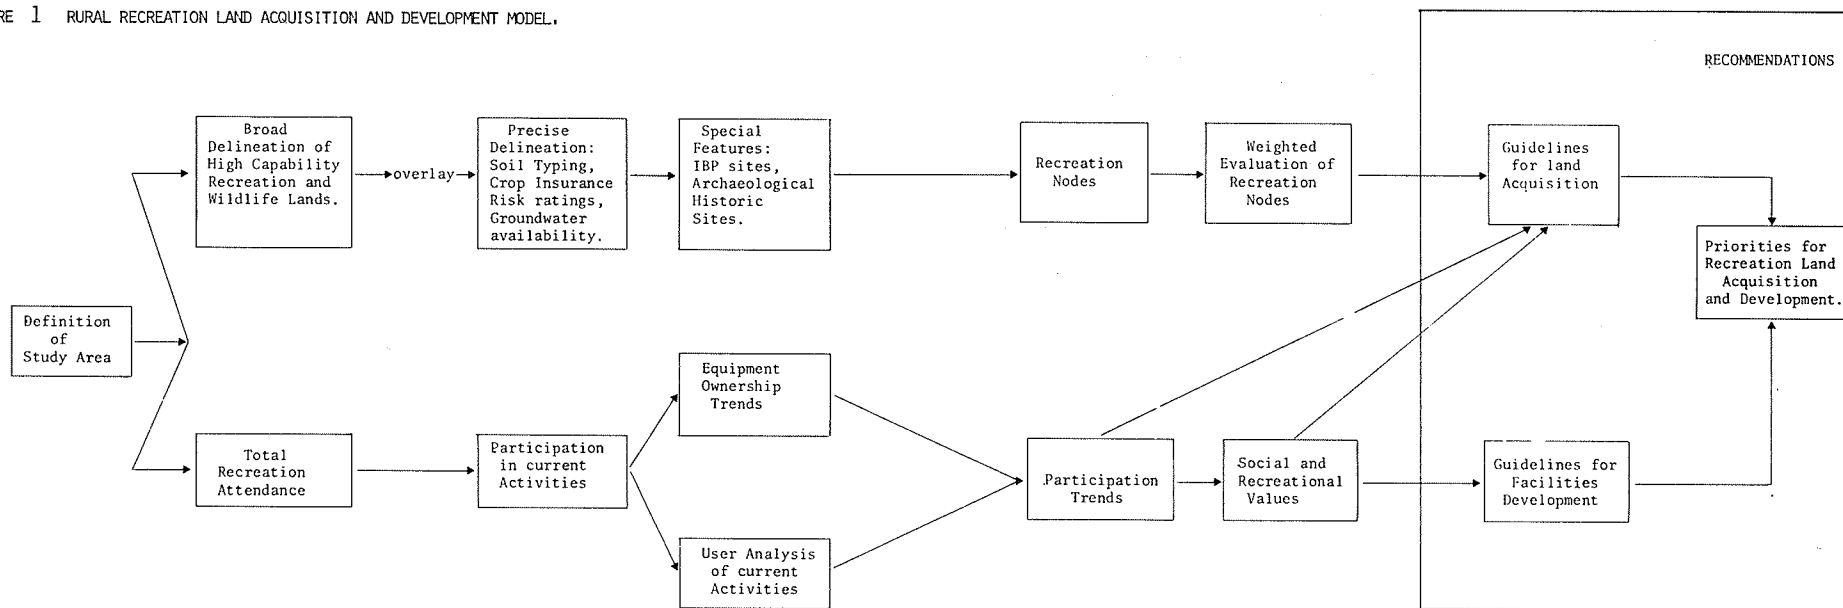 RE 1 RURAL RECREATION LAND ACQUISITION AND DEVELOPMENT MODEL.
RECOMMENDATIONS
Broad
Delineation of
High Capability
Recreation and
Wildlife Lands.
overlay
Precise
Delineation:
Soil Typing,
Crop Insurance
Risk ratings,
Groundwater
availability.
Special
Features:
IBP sites,
Archaeological
Historic
Sites.
Recreation
Nodes
Weighted
Evaluation of
Recreation
Nodes
Guidelines
for land
Acquisition
Priorities for
Recreation Land
Acquisition
and Development.
Definition
of
Study Area
Total
Recreation
Attendance
Participation
in current
Activities
Equipment
Ownership
Trends
User Analysis
of current
Activities
Participation
Trends
Social and
Recreational
Values
Guidelines for
Facilities
Development